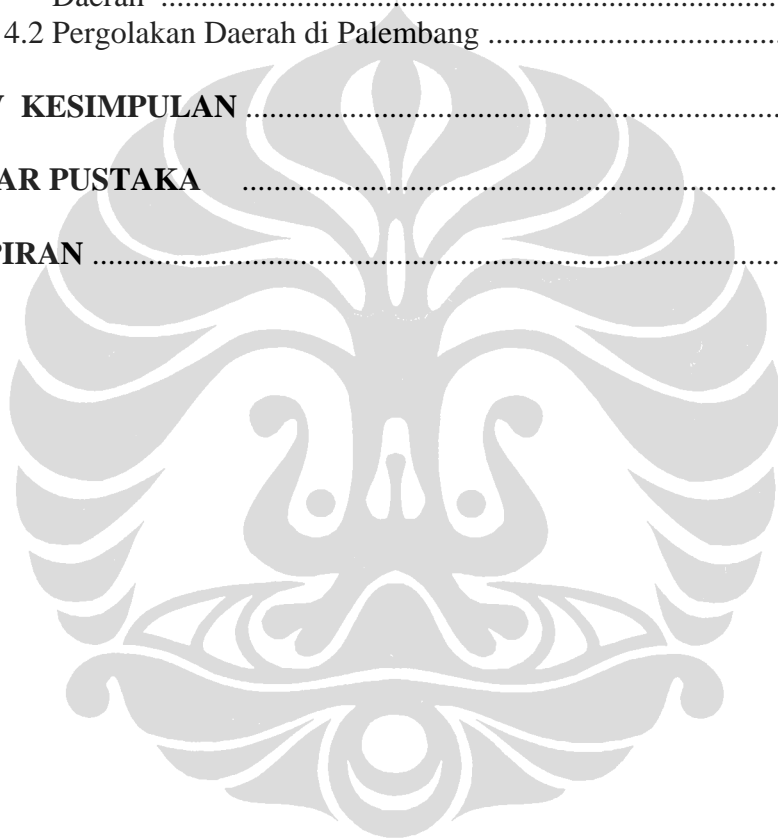 Daerah ..........................................................................................
4.2 Pergolakan Daerah di Palembang ..........................................
V KESIMPULAN ..............................................................................
AR PUSTAKA ..............................................................................
PIRAN ..........................................................................................